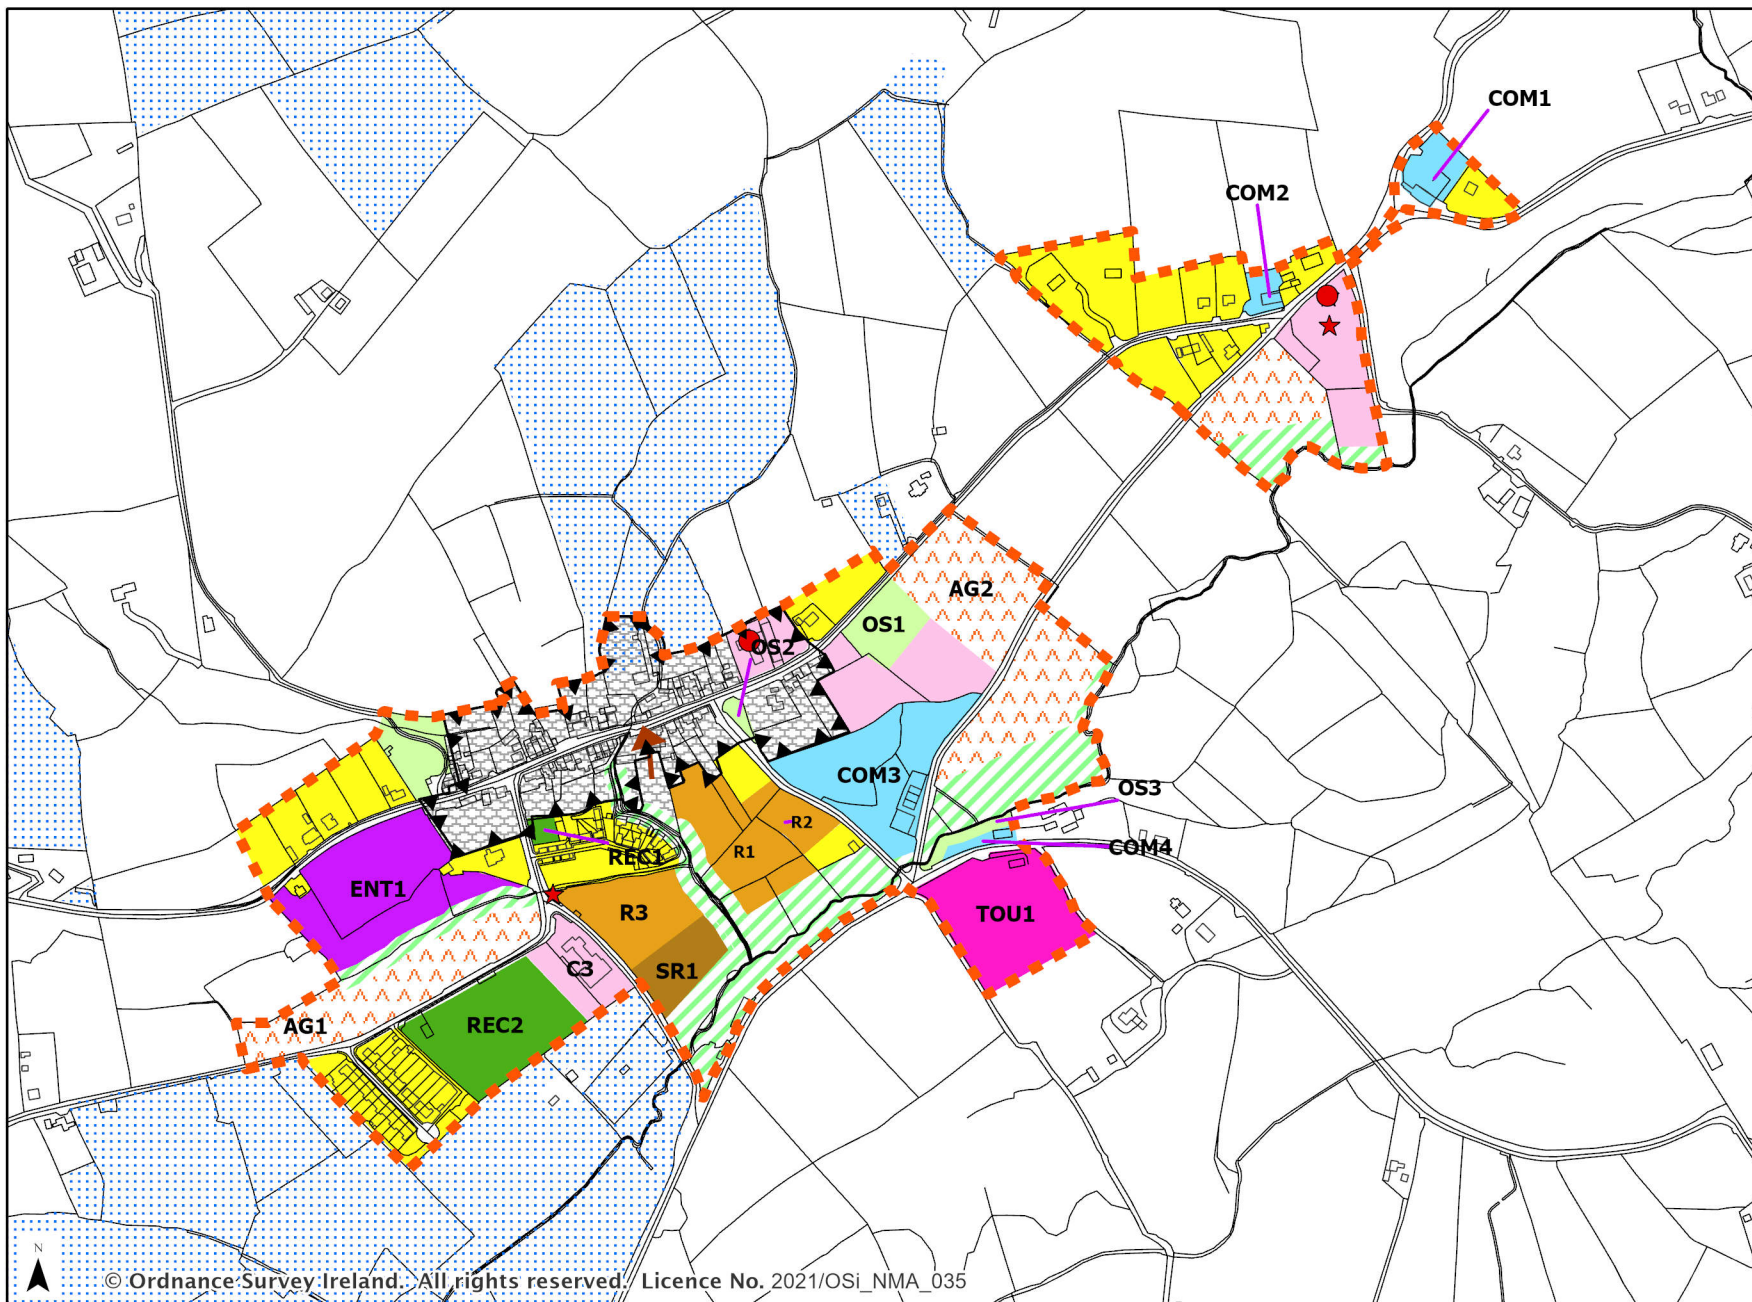 COM1
COM2
AG2
OS1
OS2
COM3
OS3
R2
COM4
R1
REC1
ENT1
R3
TOU1
C3
SR1
REC2
AG1
N
© Ordnance Survey Ireland. All rights reserved. Licence No. 2021/OSi_NMA_035